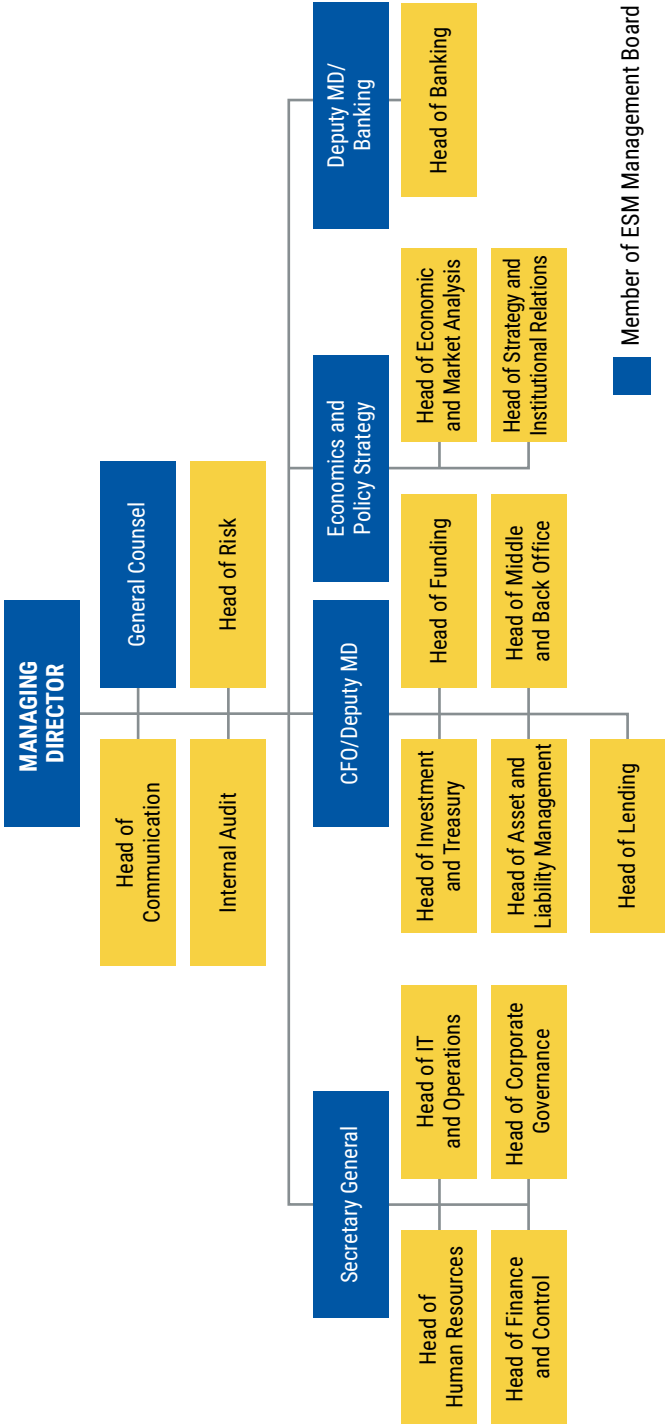 MANAGING
DIRECTOR
Head of
Communication
General Counsel
Internal Audit
Head of Risk
Secretary General
CFO/Deputy MD
Economics and
Policy Strategy
Deputy MD/
Banking
Head of
Human Resources
Head of IT
and Operations
Head of Finance
and Control
Head of Corporate
Governance
Head of Investment
and Treasury
Head of Funding
Head of Asset and
Liability Management
Head of Middle
and Back Office
Head of Lending
Head of Economic
and Market Analysis
Head of Strategy and
Institutional Relations
Head of Banking
Member of ESM Management Board